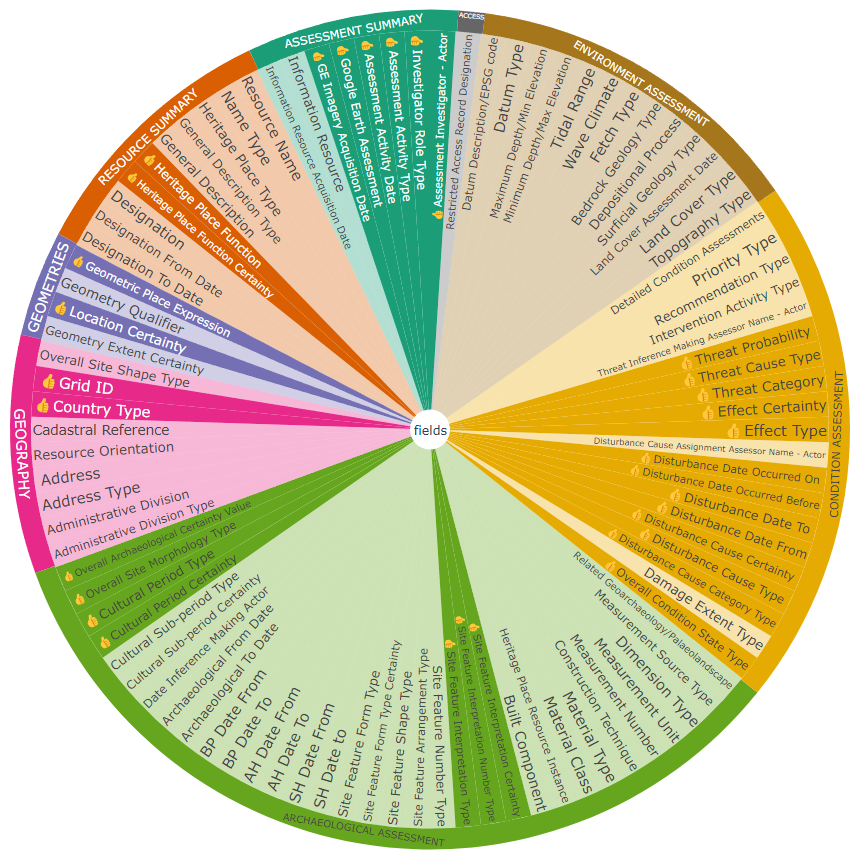 fields
ACCESS
Restricted Access Record Designation
ENVIRONMENT ASSESSMENT
Datum Description/EPSG code
Datum Type
Maximum Depth/Min Elevation
Minimum Depth/Max Elevation
Tidal Range
Wave Climate
Fetch Type
Bedrock Geology Type
Depositional Process
Surficial Geology Type
Land Cover Assessment Date
Land Cover Type
Topography Type
CONDITION ASSESSMENT
Detailed Condition Assessments
Priority Type
Recommendation Type
Intervention Activity Type
Threat Inference Making Assessor Name - Actor
👍 Threat Probability
👍 Threat Cause Type
👍 Threat Category
👍 Effect Certainty
👍 Effect Type
Disturbance Cause Assignment Assessor Name - Actor
👍 Disturbance Date Occurred On
👍 Disturbance Date Occurred Before
👍 Disturbance Date To
👍 Disturbance Date From
👍 Disturbance Cause Certainty
👍 Disturbance Cause Type
👍 Disturbance Cause Category Type
Damage Extent Type
👍 Overall Condition State Type
ARCHAEOLOGICAL ASSESSMENT
Related Geoarchaeology/Palaeolandscape
Measurement Source Type
Dimension Type
Measurement Unit
Measurement Number
Construction Technique
Material Type
Material Class
Heritage Place Resource Instance
Built Component
👍 Site Feature Interpretation Certainty
👍 Site Feature Interpretation Number Type
👍 Site Feature Interpretation Type
Site Feature Number Type
Site Feature Arrangement Type
Site Feature Shape Type
Site Feature Form Type Certainty
Site Feature Form Type
SH Date to
SH Date From
AH Date To
AH Date From
BP Date To
BP Date From
Archaeological To Date
Archaeological From Date
Date Inference Making Actor
Cultural Sub-period Certainty
Cultural Sub-period Type
👍 Cultural Period Certainty
👍 Cultural Period Type
👍 Overall Site Morphology Type
👍 Overall Archaeological Certainty Value
GEOGRAPHY
Administrative Division Type
Administrative Division
Address Type
Address
Resource Orientation
Cadastral Reference
👍 Country Type
👍 Grid ID
Overall Site Shape Type
GEOMETRIES
Geometry Extent Certainty
👍 Location Certainty
Geometry Qualifier
👍 Geometric Place Expression
RESOURCE SUMMARY
Designation To Date
Designation From Date
Designation
👍 Heritage Place Function Certainty
👍 Heritage Place Function
General Description
General Description Type
Heritage Place Type
Name Type
Resource Name
ASSESSMENT SUMMARY
Information Resource Acquisition Date
Information Resource
👍 GE Imagery Acquisition Date
👍 Google Earth Assessment
👍 Assessment Activity Date
👍 Assessment Activity Type
👍 Investigator Role Type
👍 Assessment Investigator - Actor